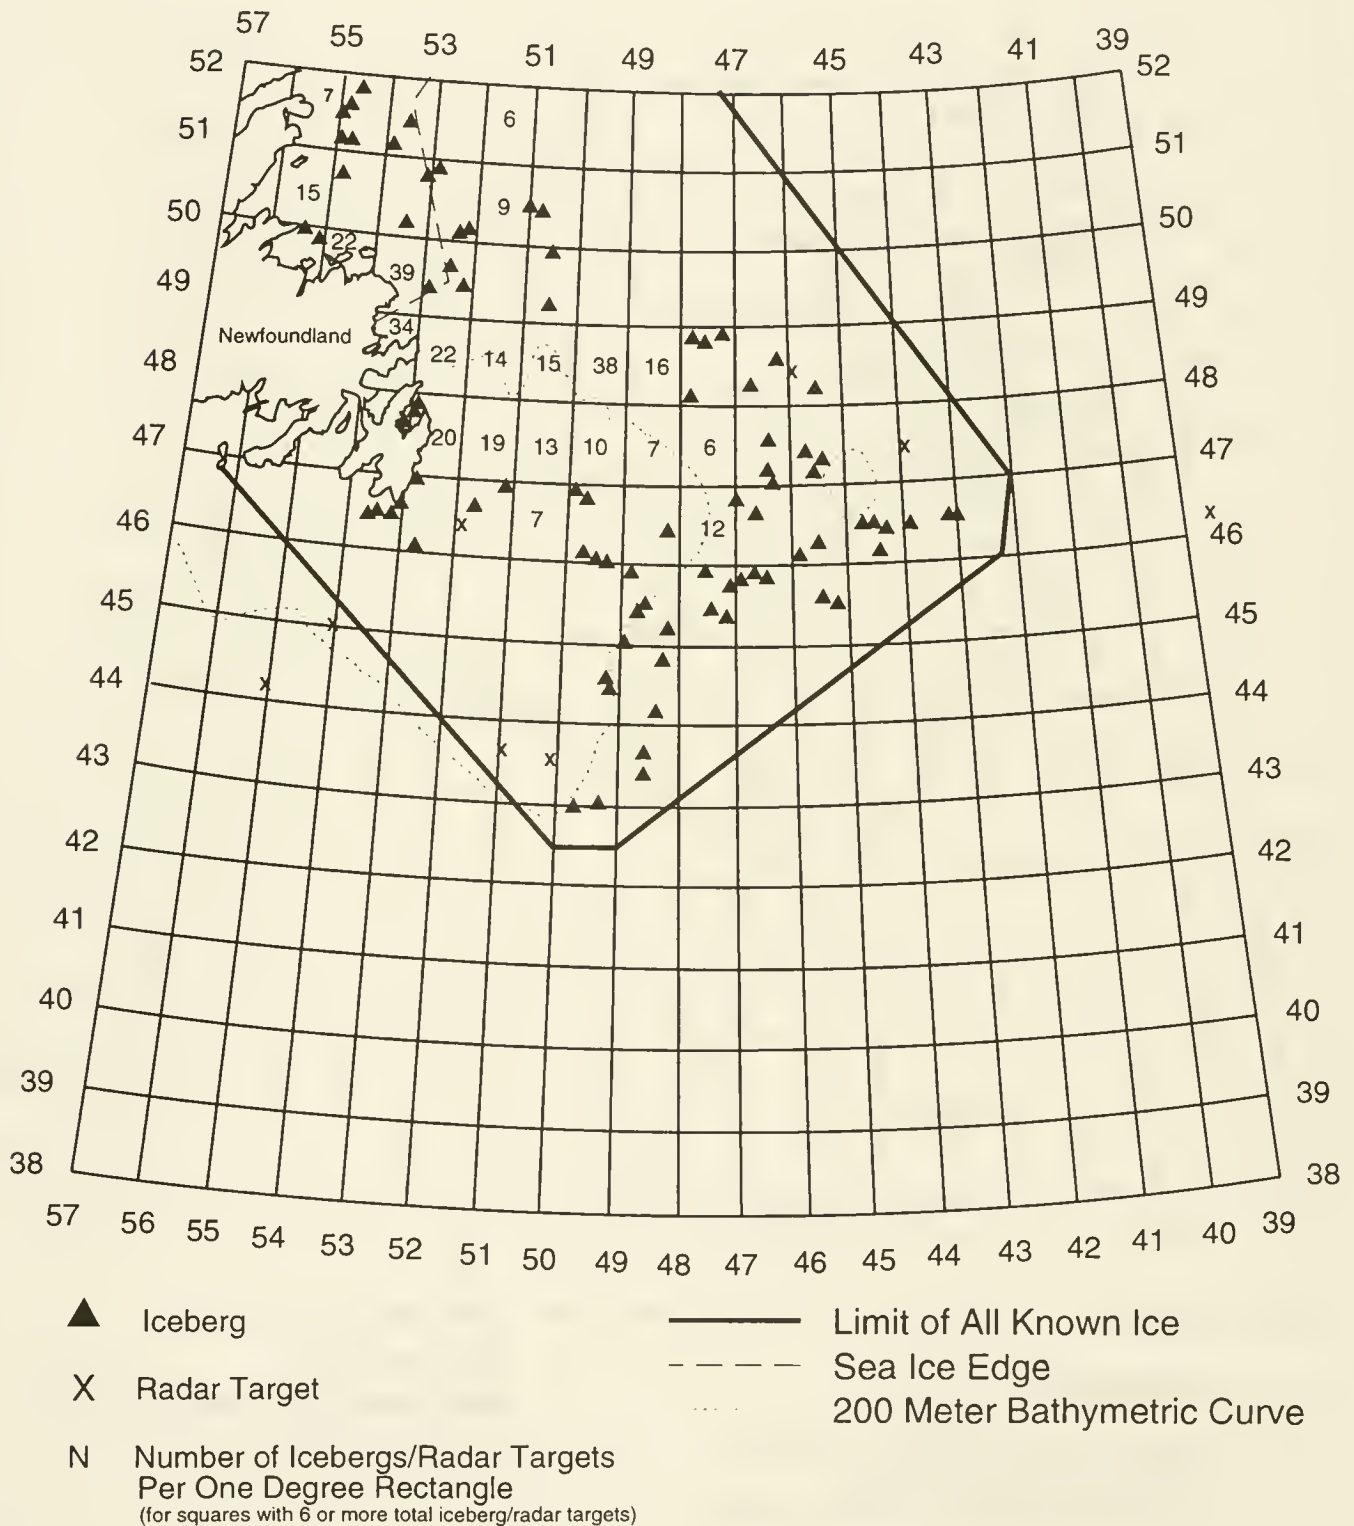 57 55 53 51 49 47 45 43 41 39
52 52
7 6
51 51
15 9
50 50
22
39
49 49
Newfoundland 34
22 14 15 38 16 x
48 48
20 19 13 10 7 6 x
47 47
x 7 12 x
46 46
45 x 45
44 x 44
x x
43 43
42 42
41 41
40 40
39 39
38 38
57 56 55 54 53 52 51 50 49 48 47 46 45 44 43 42 41 40 39
Iceberg
X Radar Target
N Number of Icebergs/Radar Targets
Per One Degree Rectangle
(for squares with 6 or more total iceberg/radar targets)
Limit of All Known Ice
Sea Ice Edge
200 Meter Bathymetric Curve